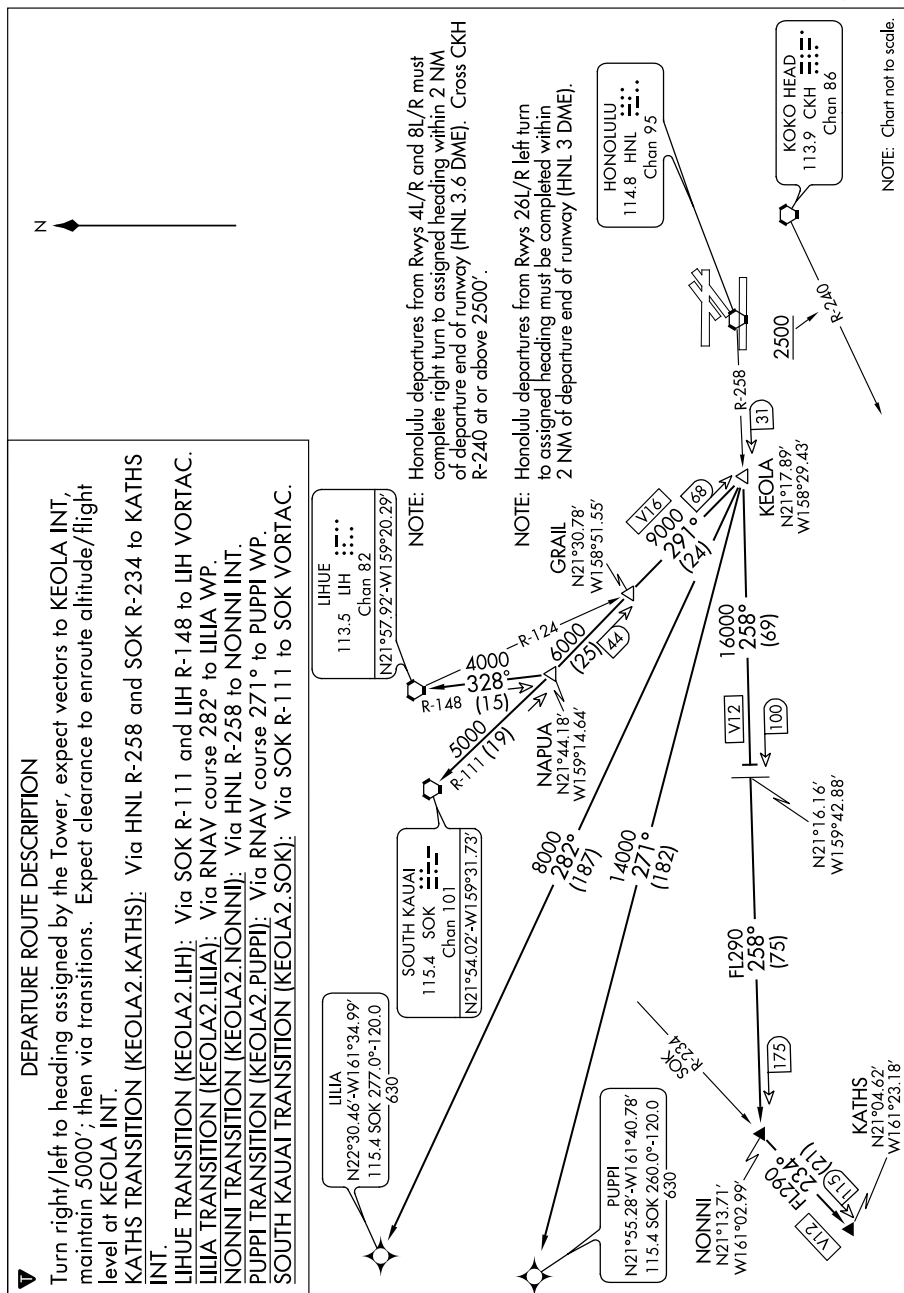 DEPARTURE ROUTE DESCRIPTION
T
Turn right/left to heading assigned by the Tower, expect vectors to KEOLA INT,
maintain 5000'; then via transitions. Expect clearance to enroute altitude/flight
level at KEOLA INT.
KATHS TRANSITION (KEOLA2.KATHS): Via HNL R-258 and SOK R-234 to KATHS
INT.
LIHUE TRANSITION (KEOLA2.LIH): Via SOK R-111 and LIH R-148 to LIH VORTAC.
LILIA TRANSITION (KEOLA2.LILIA): Via RNAV course 282° to LILIA WP.
NONNI TRANSITION (KEOLA2.NONNI): Via HNL R-258 to NONNI INT.
PUPPI TRANSITION (KEOLA2.PUPPI): Via RNAV course 271° to PUPPI WP.
SOUTH KAUAI TRANSITION (KEOLA2.SOK): Via SOK R-111 to SOK VORTAC.
N
NOTE: Honolulu departures from Rwys 4L/R and 8L/R must
complete right turn to assigned heading within 2 NM
of departure end of runway (HNL 3.6 DME). Cross CKH
R-240 at or above 2500'.
NOTE: Honolulu departures from Rwys 26L/R left turn
to assigned heading must be completed within
2 NM of departure end of runway (HNL 3 DME).
LIHUE
113.5 LIH
Chan 82
N21°57.92'-W159°20.29'
LILIA
N22°30.46'-W161°34.99'
115.4 SOK 277.0°-120.0
630
SOUTH KAUAI
115.4 SOK
Chan 101
N21°54.02'-W159°31.73'
R-148
4000
328°
(15)
R-124
5000
R-111 (19)
NAPUA
N21°44.18'
W159°14.64'
6000
(25)
44
GRAIL
N21°30.78'
W158°51.55'
V16
9000
291°
(24)
68
HONOLULU
114.8 HNL
Chan 95
8000
282°
(187)
14000
271°
(182)
PUPPI
N21°55.28'-W161°40.78'
115.4 SOK 260.0°-120.0
630
KEOLA
N21°17.89'
W158°29.43'
31
R-258
16000
258°
(69)
V12
100
N21°16.16'
W159°42.88'
FL290
258°
(75)
175
SOK
R-234
NONNI
N21°13.71'
W161°02.99'
FL290
234°
(21)
115
V12
KATHS
N21°04.62'
W161°23.18'
2500
R-240
KOKO HEAD
113.9 CKH
Chan 86
NOTE: Chart not to scale.